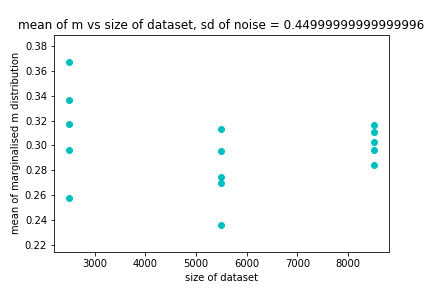 mean of m vs size of dataset, sd of noise = 0.44999999999999996
0.38
0.36
0.34
0.32
0.30
0.28
0.26
0.24
0.22
mean of marginalised m distribution
3000 4000 5000 6000 7000 8000
size of dataset